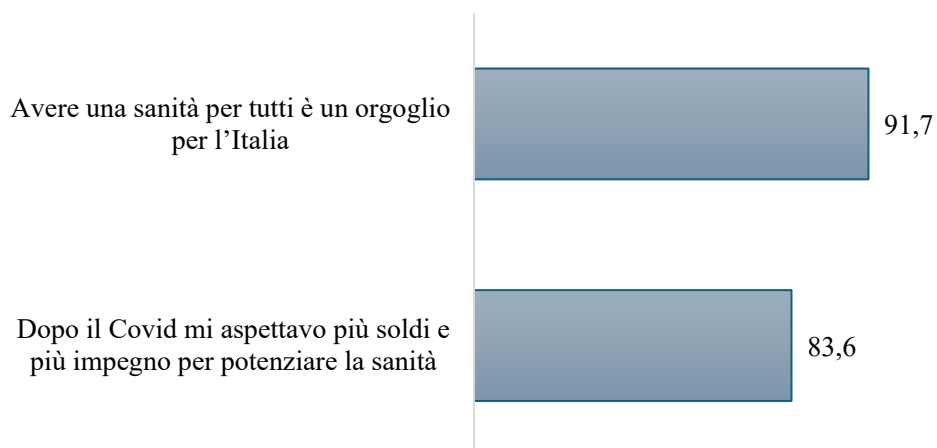 Avere una sanità per tutti è un orgoglio
per l’Italia
91,7
Dopo il Covid mi aspettavo più soldi e
più impegno per potenziare la sanità
83,6